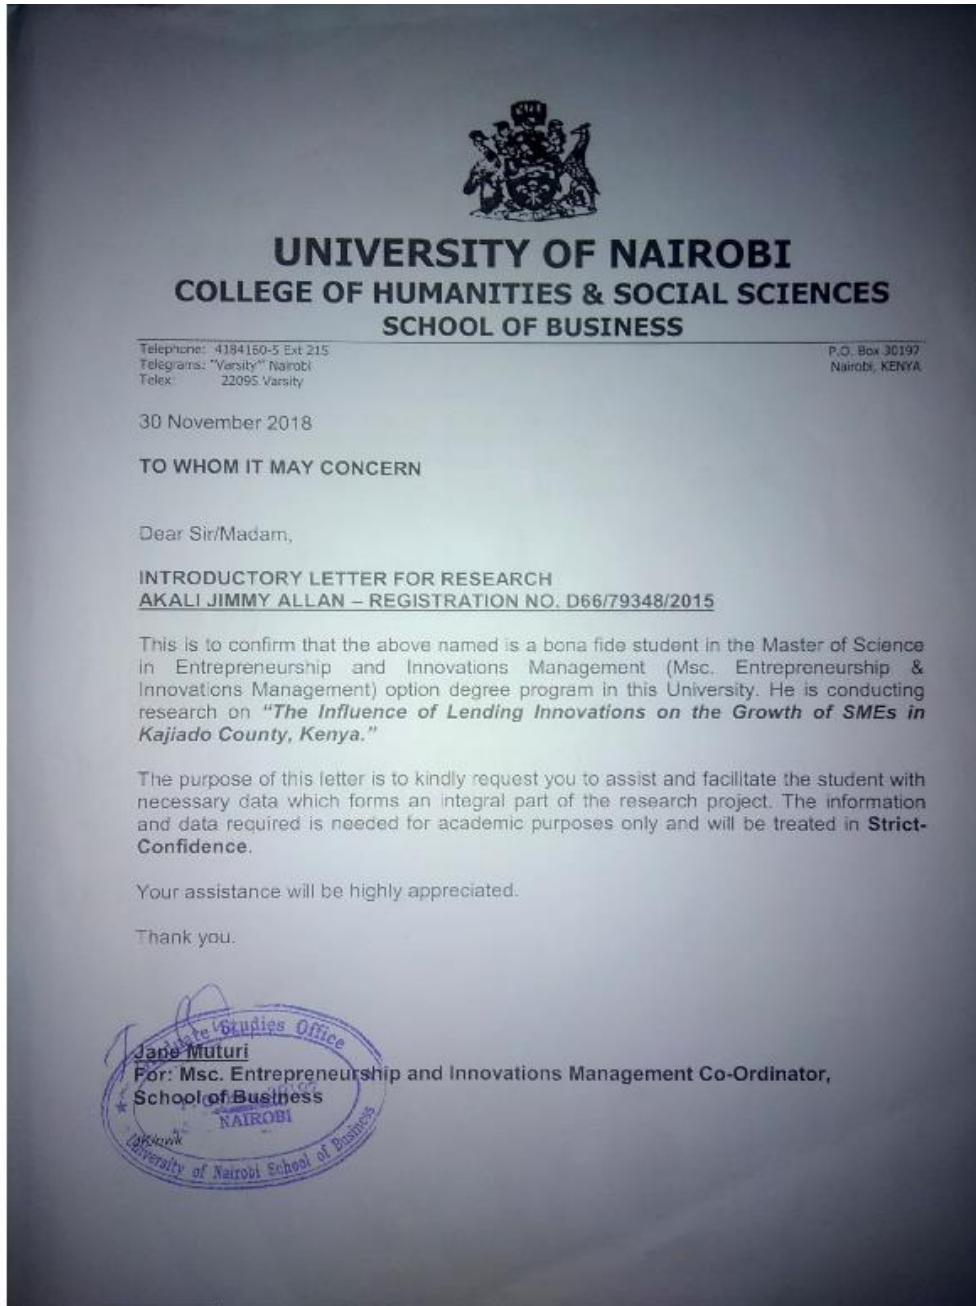 UNIVERSITY OF NAIROBI
COLLEGE OF HUMANITIES & SOCIAL SCIENCES
SCHOOL OF BUSINESS
Telephone: 4184160-5 Ext 215
Telegrams: "Varsity" Nairobi
Telex: 22095 Varsity
P.O. Box 30197
Nairobi, KENYA
30 November 2018
TO WHOM IT MAY CONCERN
Dear Sir/Madam,
INTRODUCTORY LETTER FOR RESEARCH
AKALI JIMMY ALLAN – REGISTRATION NO. D66/79348/2015
This is to confirm that the above named is a bona fide student in the Master of Science
in Entrepreneurship and Innovations Management (Msc. Entrepreneurship &
Innovations Management) option degree program in this University. He is conducting
research on "The Influence of Lending Innovations on the Growth of SMEs in
Kajiado County, Kenya."
The purpose of this letter is to kindly request you to assist and facilitate the student with
necessary data which forms an integral part of the research project. The information
and data required is needed for academic purposes only and will be treated in Strict-
Confidence.
Your assistance will be highly appreciated.
Thank you.
Studies Office
Jane Muturi
For: Msc. Entrepreneurship and Innovations Management Co-Ordinator,
School of Business
NAIROBI
University of Nairobi School of Business